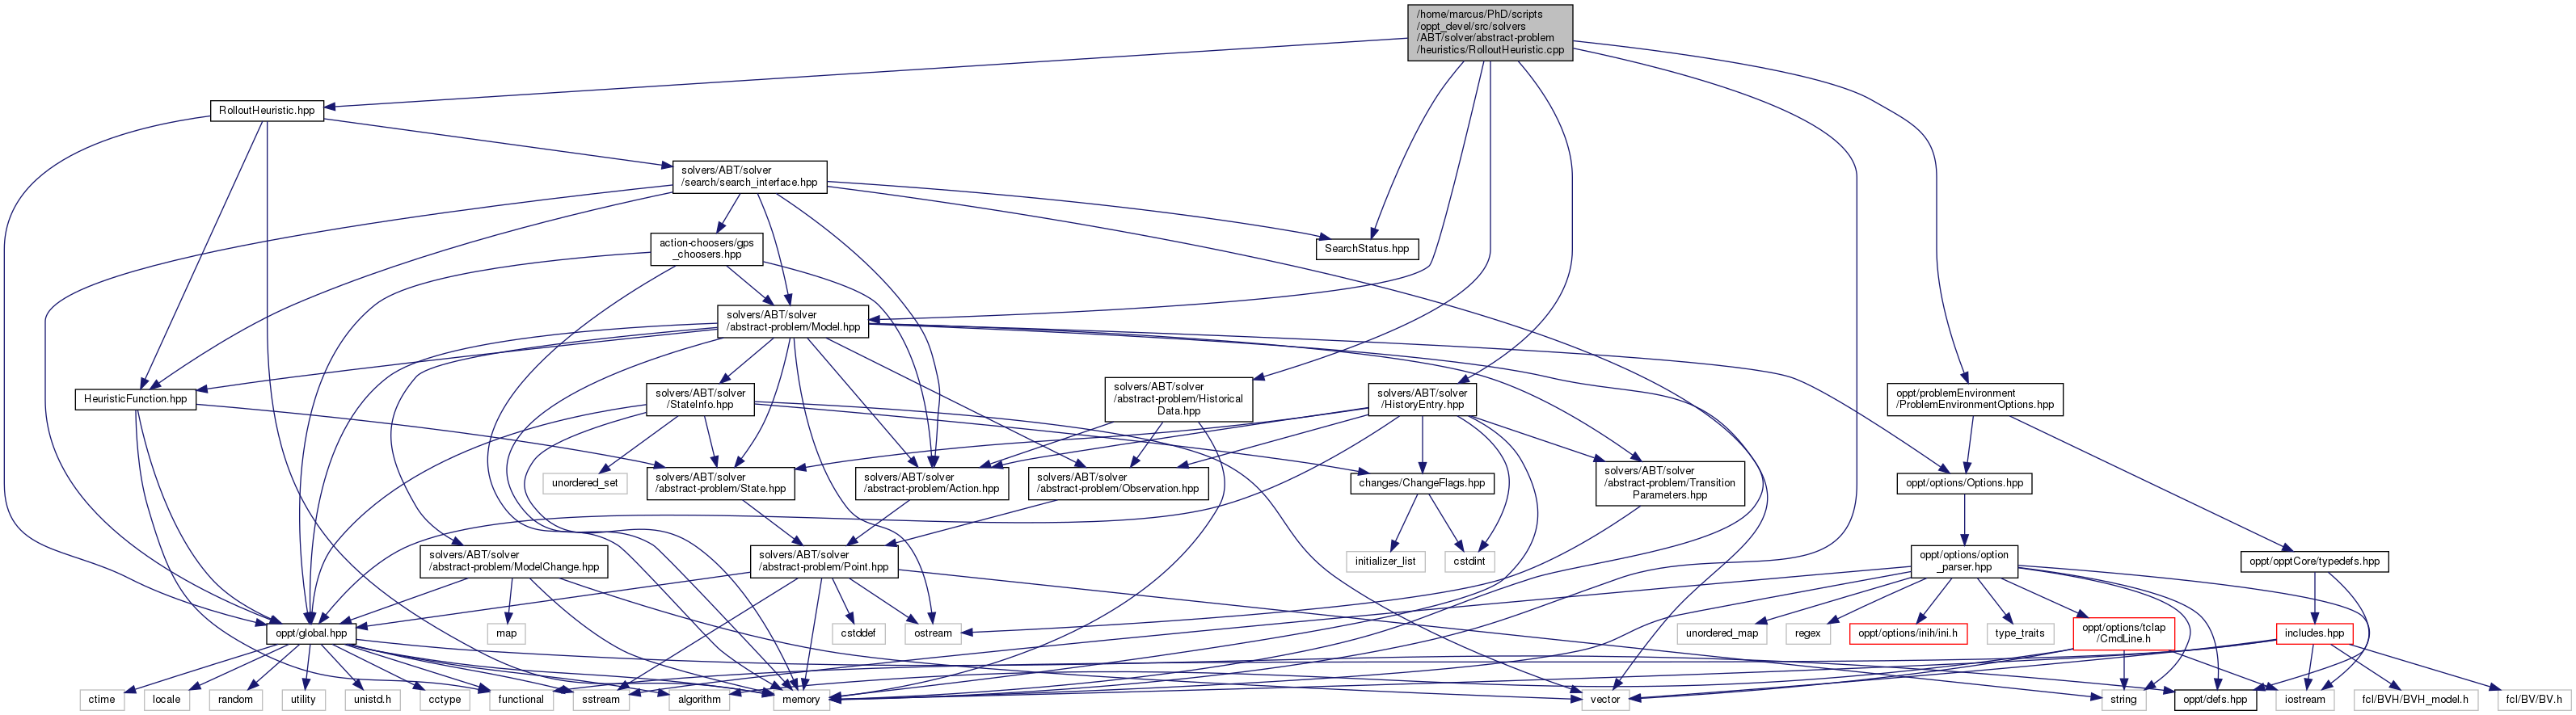 /home/marcus/PhD/scripts
/oppt_devel/src/solvers
/ABT/solver/abstract-problem
/heuristics/RolloutHeuristic.cpp
RolloutHeuristic.hpp
solvers/ABT/solver
/search/search_interface.hpp
action-choosers/gps
_choosers.hpp
SearchStatus.hpp
solvers/ABT/solver
/abstract-problem/Model.hpp
HeuristicFunction.hpp
solvers/ABT/solver
/StateInfo.hpp
solvers/ABT/solver
/abstract-problem/Historical
Data.hpp
solvers/ABT/solver
/HistoryEntry.hpp
oppt/problemEnvironment
/ProblemEnvironmentOptions.hpp
unordered_set
solvers/ABT/solver
/abstract-problem/State.hpp
solvers/ABT/solver
/abstract-problem/Action.hpp
solvers/ABT/solver
/abstract-problem/Observation.hpp
changes/ChangeFlags.hpp
solvers/ABT/solver
/abstract-problem/Transition
Parameters.hpp
oppt/options/Options.hpp
solvers/ABT/solver
/abstract-problem/ModelChange.hpp
solvers/ABT/solver
/abstract-problem/Point.hpp
initializer_list
cstdint
oppt/options/option
_parser.hpp
oppt/opptCore/typedefs.hpp
oppt/global.hpp
map
cstddef
ostream
unordered_map
regex
oppt/options/inih/ini.h
type_traits
oppt/options/tclap
/CmdLine.h
includes.hpp
ctime
locale
random
utility
unistd.h
cctype
functional
sstream
algorithm
memory
vector
string
oppt/defs.hpp
iostream
fcl/BVH/BVH_model.h
fcl/BV/BV.h